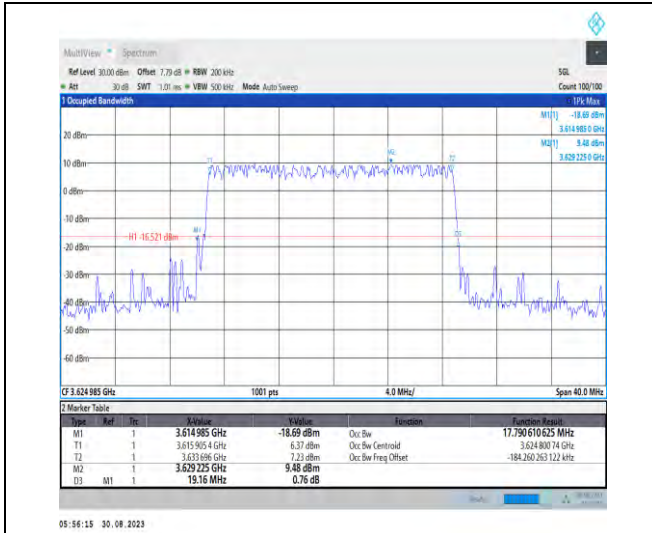 MultiView Spectrum
Ref Level 30.00 dBm Offset 7.79 dB RBW 200 kHz SGL
Att 30 dB SWT 1.01 ms VBW 500 kHz Mode Auto Sweep Count 100/100
1 Occupied Bandwidth 1Pk Max
M1[1] -18.69 dBm
3.614 985 0 GHz
M2[1] 9.48 dBm
3.629 225 0 GHz
20 dBm
10 dBm
0 dBm
-10 dBm
H1 -16.521 dBm
-20 dBm
-30 dBm
-40 dBm
-50 dBm
-60 dBm
T1
M2
T2
M1
D3
CF 3.624 985 GHz 1001 pts 4.0 MHz/ Span 40.0 MHz
2 Marker Table
Type Ref Trc X-Value Y-Value Function Function Result
M1 1 3.614 985 GHz -18.69 dBm Occ Bw 17.790 610 625 MHz
T1 1 3.615 905 4 GHz 6.37 dBm Occ Bw Centroid 3.624 800 74 GHz
T2 1 3.633 696 GHz 7.23 dBm Occ Bw Freq Offset -184.260 263 122 kHz
M2 1 3.629 225 GHz 9.48 dBm
D3 M1 1 19.16 MHz 0.76 dB
05:56:15 30.08.2023